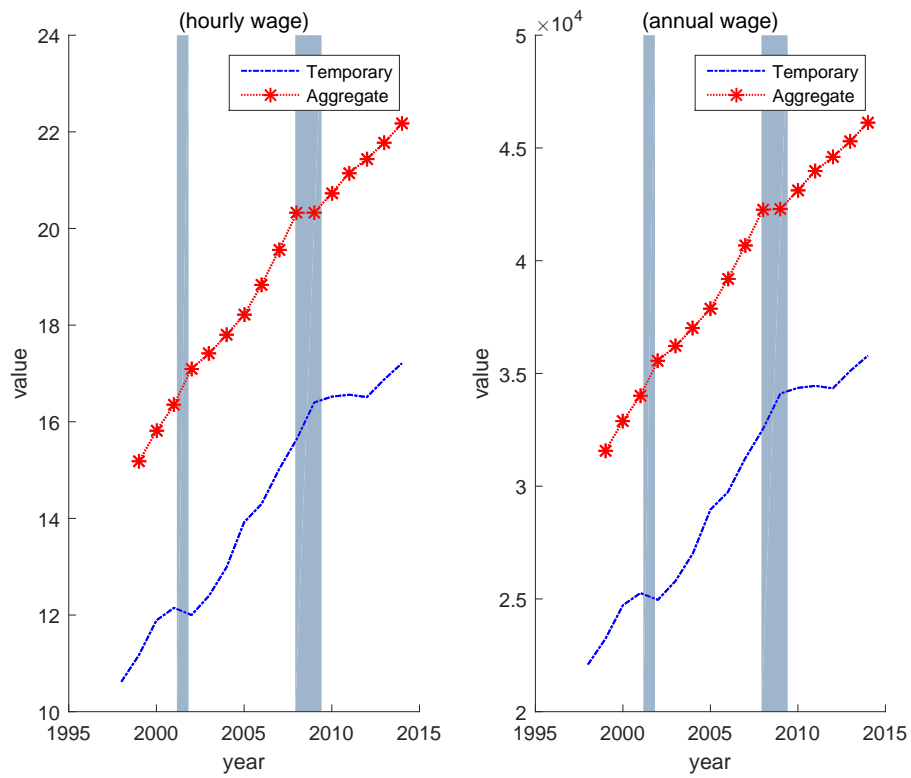 (hourly wage)
24
22
20
18
16
14
12
10
value
1995 2000 2005 2010 2015
year
Temporary
Aggregate
(annual wage)
×10^4
5
4.5
4
3.5
3
2.5
2
value
1995 2000 2005 2010 2015
year
Temporary
Aggregate